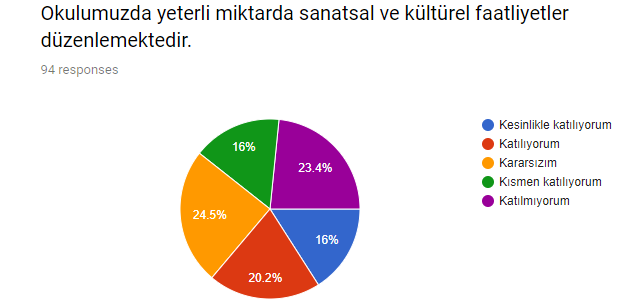 Okulumuzda yeterli miktarda sanatsal ve kültürel faatliyetler
düzenlemektedir.
94 responses
Kesinlikle katılıyorum
Katılıyorum
Kararsızım
Kısmen katılıyorum
Katılmıyorum
16%
23.4%
24.5%
16%
20.2%